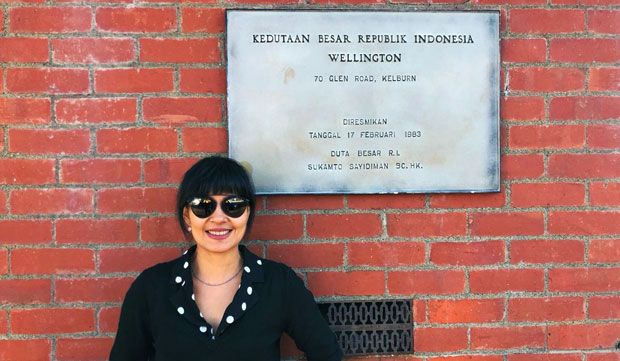 KEDUTAAN BESAR REPUBLIK INDONESIA
WELLINGTON
70 GLEN ROAD, KELBURN
DIRESMIKAN
TANGGAL 17 FEBRUARI 1983
DUTA BESAR R.I.
SUKAMTO SAYIDIMAN SC.HK.